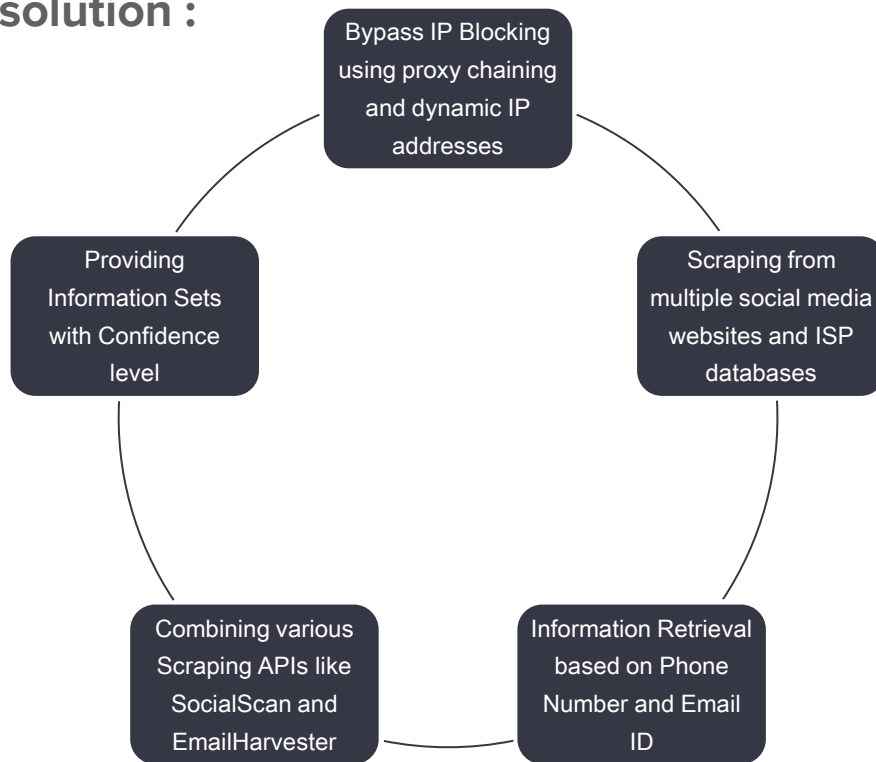 solution :
Bypass IP Blocking
using proxy chaining
and dynamic IP
addresses
Scraping from
multiple social media
websites and ISP
databases
Information Retrieval
based on Phone
Number and Email
ID
Combining various
Scraping APIs like
SocialScan and
EmailHarvester
Providing
Information Sets
with Confidence
level